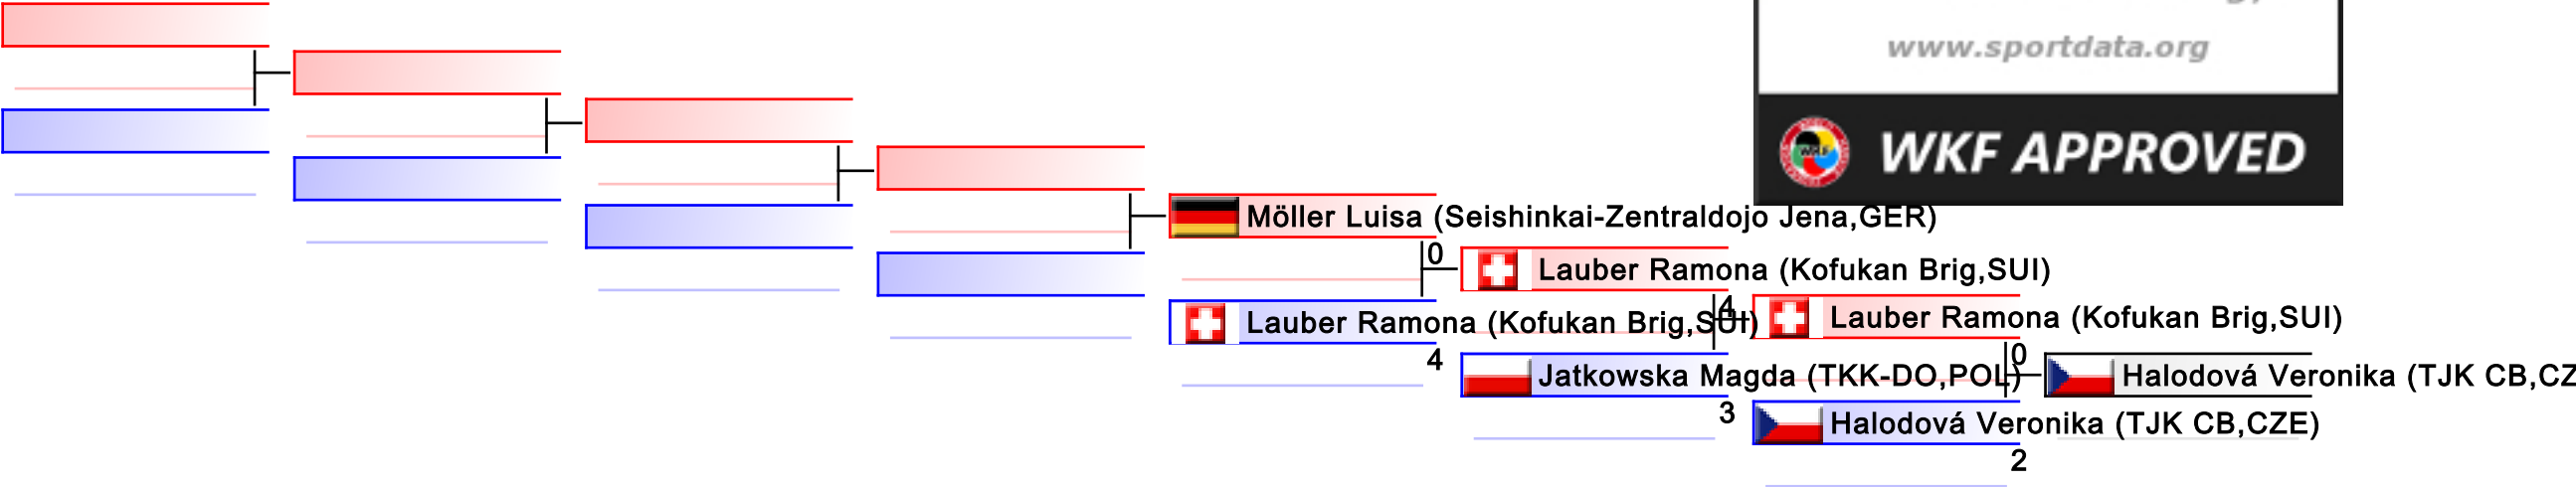 www.sportdata.org
WKF APPROVED
Möller Luisa (Seishinkai-Zentraldojo Jena,GER)
0
Lauber Ramona (Kofukan Brig,SUI)
4
Lauber Ramona (Kofukan Brig,SUI)
Lauber Ramona (Kofukan Brig,SUI)
4
0
Jatkowska Magda (TKK-DO,POL)
Halodová Veronika (TJK CB,CZ
3
Halodová Veronika (TJK CB,CZE)
2